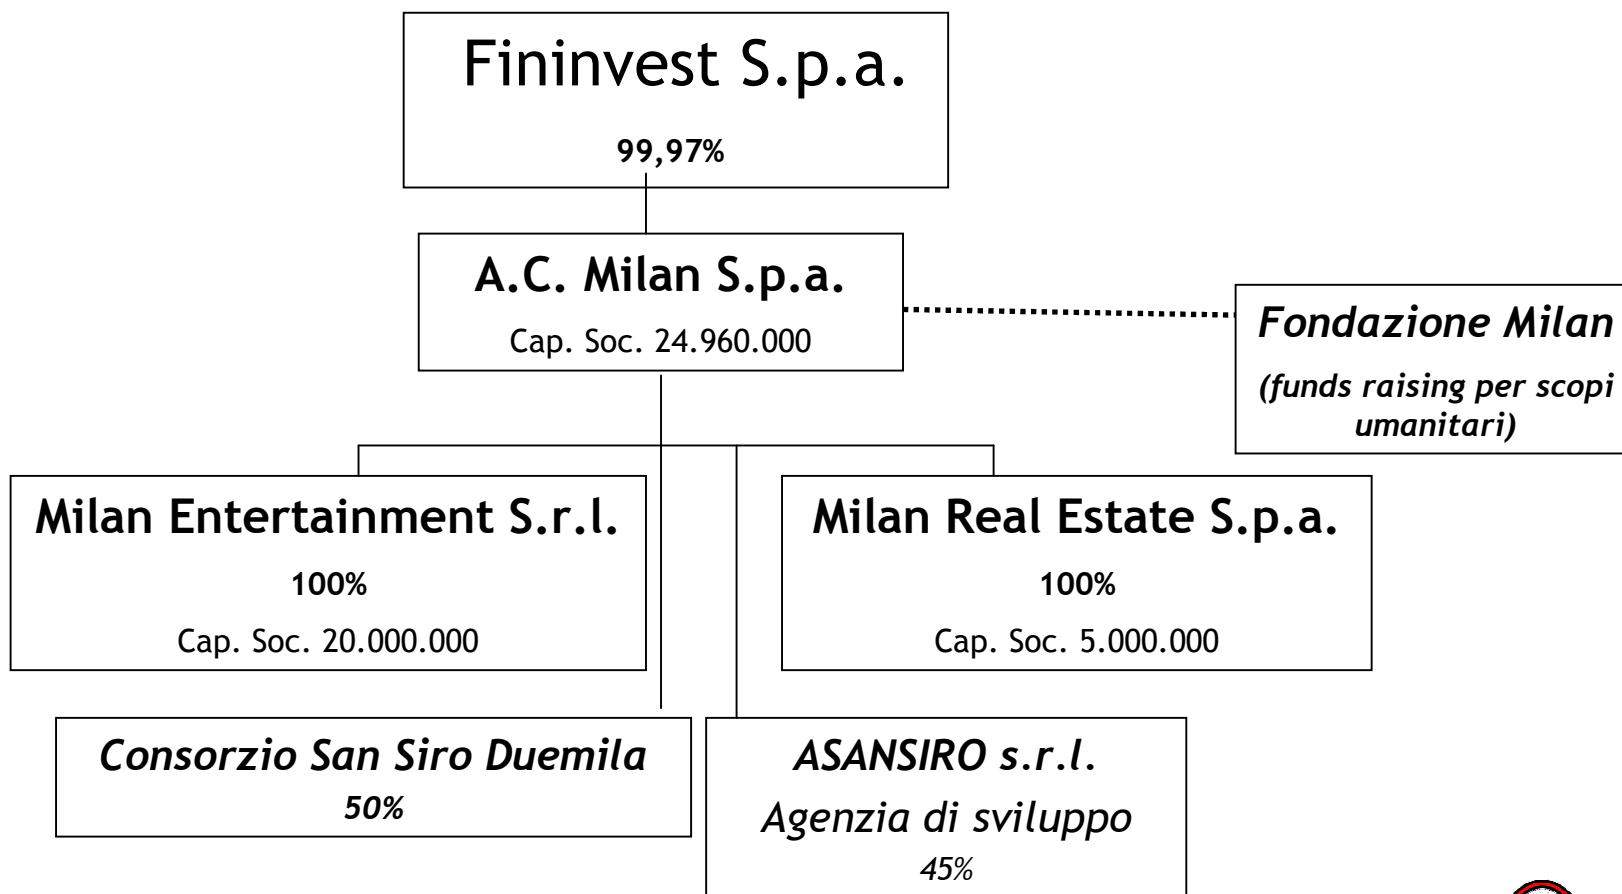 Fininvest S.p.a.
99,97%
A.C. Milan S.p.a.
Cap. Soc. 24.960.000
Fondazione Milan
(funds raising per scopi
umanitari)
Milan Entertainment S.r.l.
100%
Cap. Soc. 20.000.000
Milan Real Estate S.p.a.
100%
Cap. Soc. 5.000.000
Consorzio San Siro Duemila
50%
ASANSIRO s.r.l.
Agenzia di sviluppo
45%